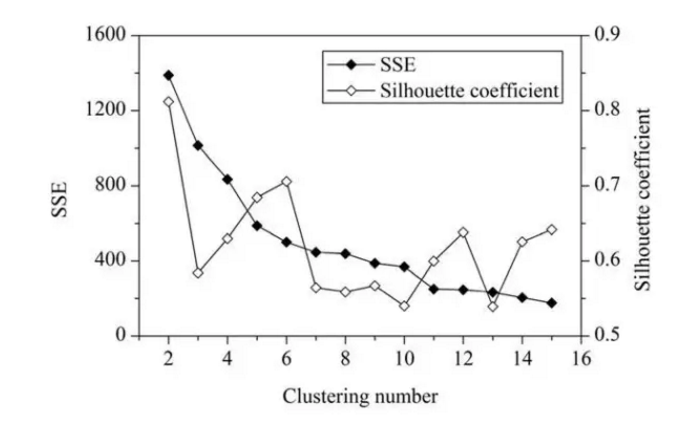 1600
1200
800
400
0
SSE
SSE
Silhouette coefficient
0.9
0.8
0.7
0.6
0.5
Silhouette coefficient
2 4 6 8 10 12 14 16
Clustering number